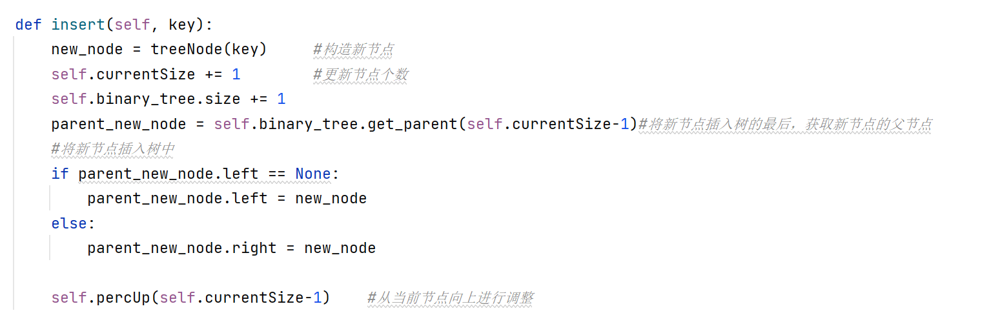 def insert(self, key):
    new_node = treeNode(key)     #构造新节点
    self.currentSize += 1        #更新节点个数
    self.binary_tree.size += 1
    parent_new_node = self.binary_tree.get_parent(self.currentSize-1)#将新节点插入树的最后，获取新节点的父节点
    #将新节点插入树中
    if parent_new_node.left == None:
        parent_new_node.left = new_node
    else:
        parent_new_node.right = new_node
    self.percUp(self.currentSize-1)    #从当前节点向上进行调整